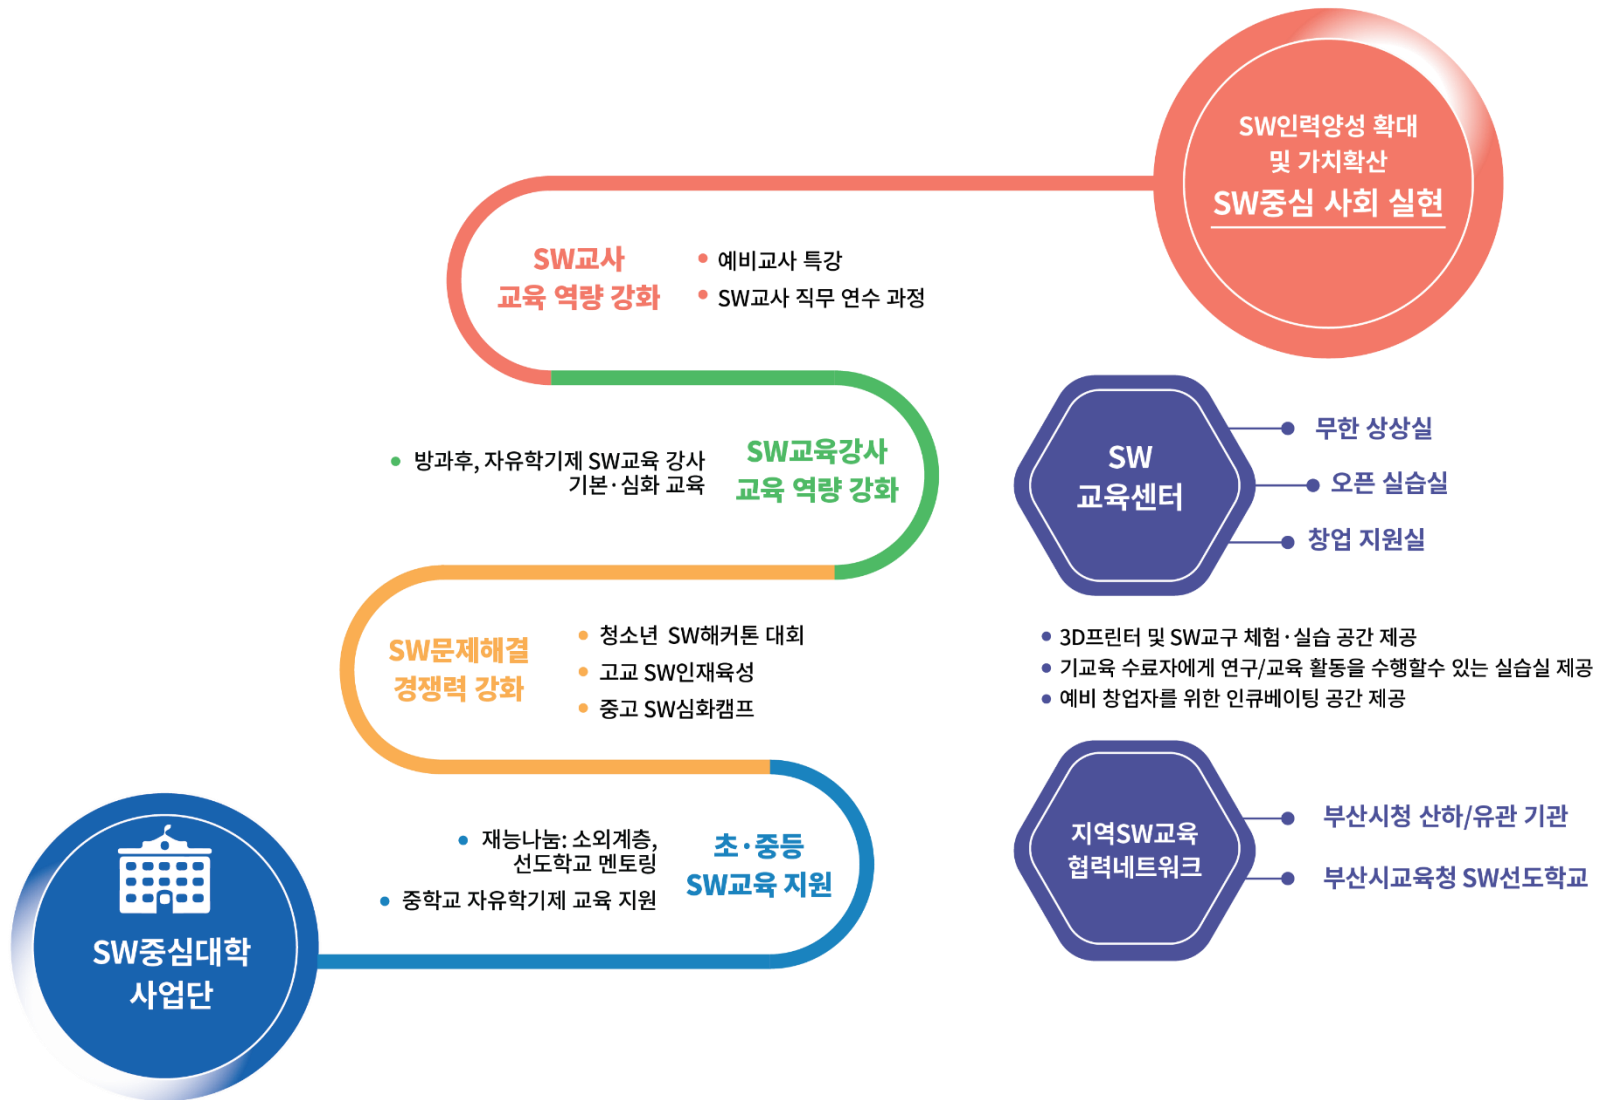 SW인력양성 확대
및 가치확산
SW중심 사회 실현
SW교사
교육 역량 강화
예비교사 특강
SW교사 직무 연수 과정
방과후, 자유학기제 SW교육 강사
기본·심화 교육
SW교육강사
교육 역량 강화
SW문제해결
경쟁력 강화
청소년 SW해커톤 대회
고교 SW인재육성
중고 SW심화캠프
재능나눔: 소외계층,
선도학교 멘토링
중학교 자유학기제 교육 지원
초·중등
SW교육 지원
SW중심대학
사업단
SW
교육센터
무한 상상실
오픈 실습실
창업 지원실
3D프린터 및 SW교구 체험·실습 공간 제공
기교육 수료자에게 연구/교육 활동을 수행할수 있는 실습실 제공
예비 창업자를 위한 인큐베이팅 공간 제공
지역SW교육
협력네트워크
부산시청 산하/유관 기관
부산시교육청 SW선도학교